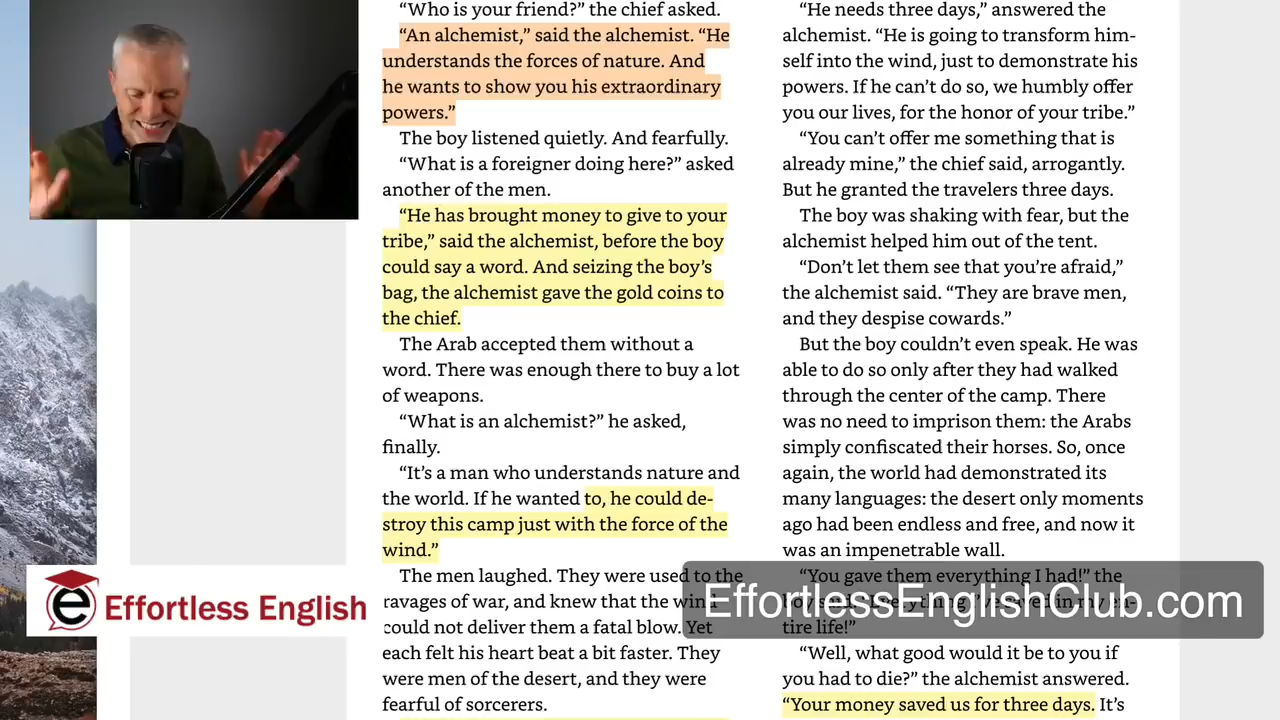 “Who is your friend?” the chief asked.
“An alchemist,” said the alchemist. “He
understands the forces of nature. And
he wants to show you his extraordinary
powers.”
The boy listened quietly. And fearfully.
“What is a foreigner doing here?” asked
another of the men.
“He has brought money to give to your
tribe,” said the alchemist, before the boy
could say a word. And seizing the boy’s
bag, the alchemist gave the gold coins to
the chief.
The Arab accepted them without a
word. There was enough there to buy a lot
of weapons.
“What is an alchemist?” he asked,
finally.
“It’s a man who understands nature and
the world. If he wanted to, he could de-
stroy this camp just with the force of the
wind.”
The men laughed. They were used to the
ravages of war, and knew that the wind
could not deliver them a fatal blow. Yet
each felt his heart beat a bit faster. They
were men of the desert, and they were
fearful of sorcerers.
“He needs three days,” answered the
alchemist. “He is going to transform him-
self into the wind, just to demonstrate his
powers. If he can’t do so, we humbly offer
you our lives, for the honor of your tribe.”
“You can’t offer me something that is
already mine,” the chief said, arrogantly.
But he granted the travelers three days.
The boy was shaking with fear, but the
alchemist helped him out of the tent.
“Don’t let them see that you’re afraid,”
the alchemist said. “They are brave men,
and they despise cowards.”
But the boy couldn’t even speak. He was
able to do so only after they had walked
through the center of the camp. There
was no need to imprison them: the Arabs
simply confiscated their horses. So, once
again, the world had demonstrated its
many languages: the desert only moments
ago had been endless and free, and now it
was an impenetrable wall.
“You gave them everything I had!” the
boy said. “Everything I’ve saved in my en-
tire life!”
“Well, what good would it be to you if
you had to die?” the alchemist answered.
“Your money saved us for three days. It’s
e Effortless English
EffortlessEnglishClub.com